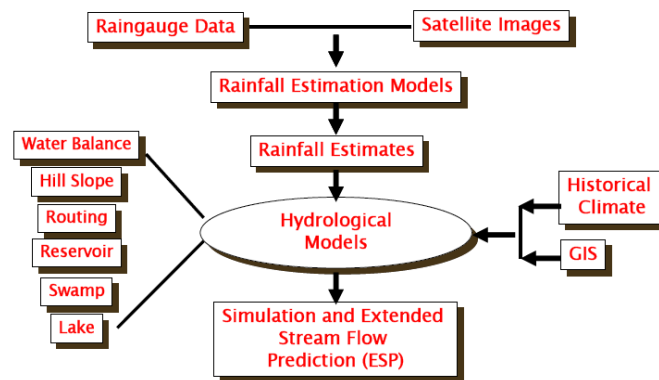 Raingauge Data
Satellite Images
Rainfall Estimation Models
Rainfall Estimates
Water Balance
Hill Slope
Routing
Reservoir
Swamp
Lake
Hydrological
Models
Historical
Climate
GIS
Simulation and Extended
Stream Flow
Prediction (ESP)